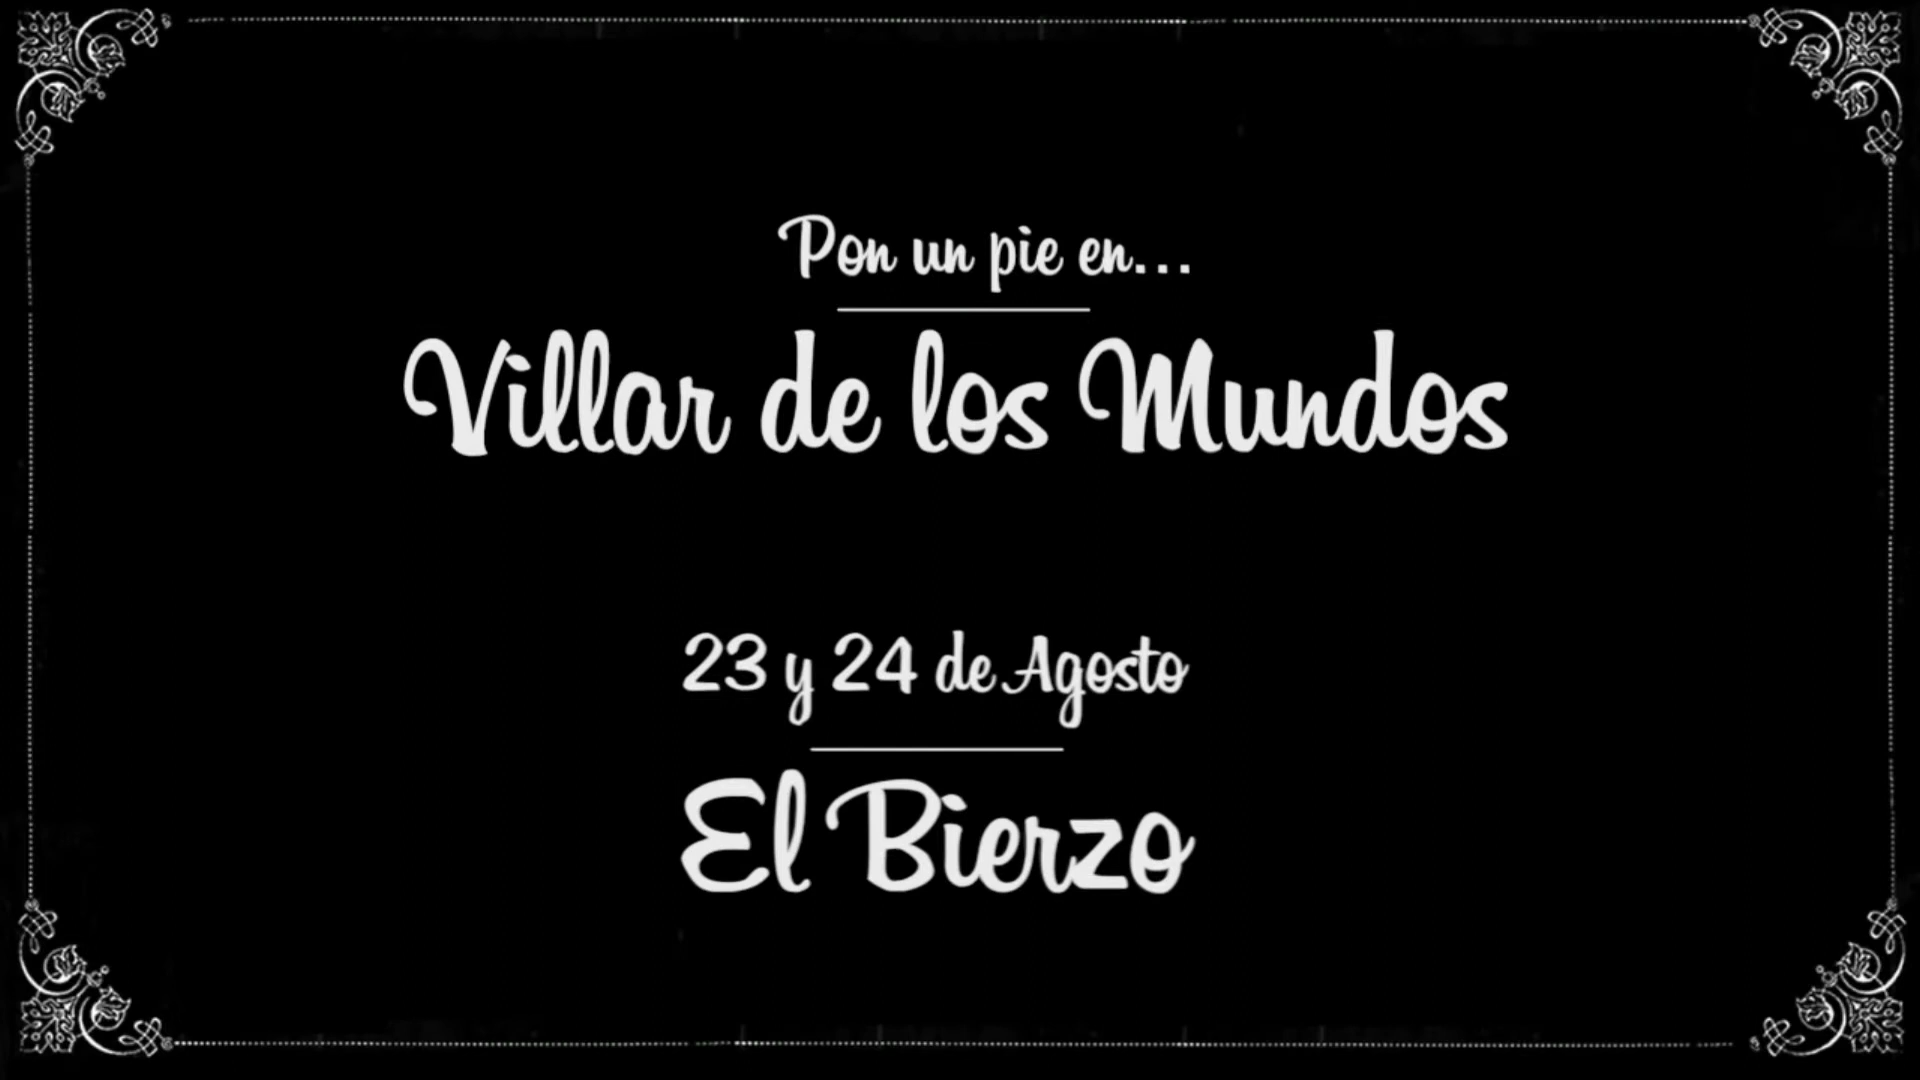 Pon un pie en...
Villar de los Mundos
23 y 24 de Agosto
El Bierzo